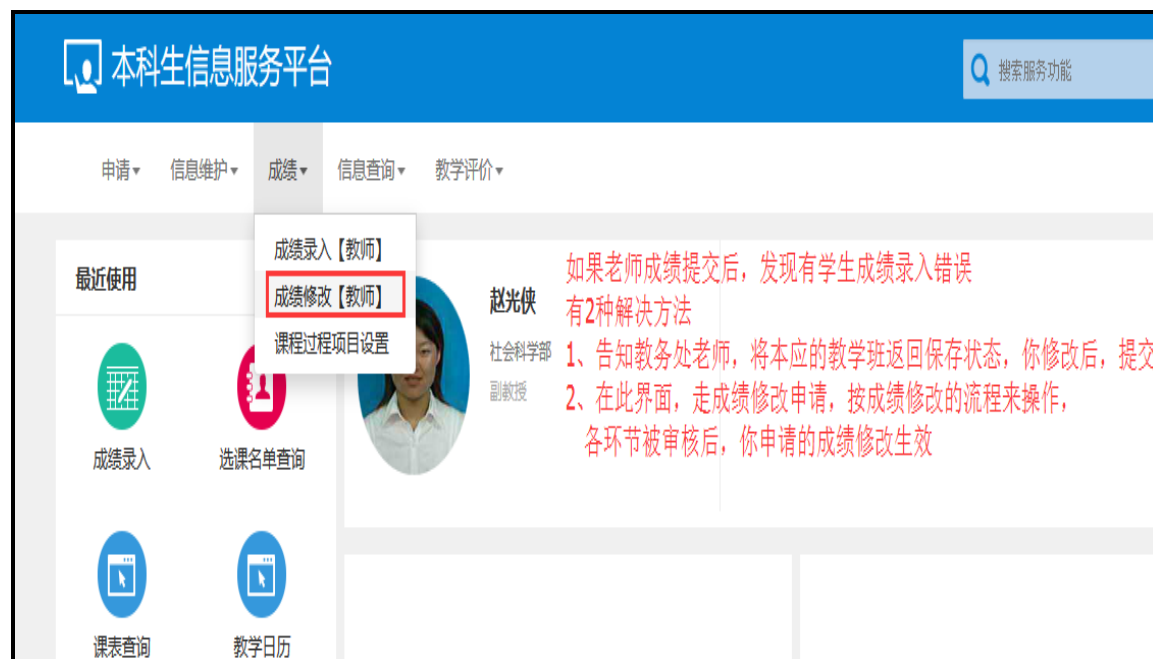 本科生信息服务平台
搜索服务功能
申请 信息维护 成绩 信息查询 教学评价
成绩录入【教师】
成绩修改【教师】
课程过程项目设置
最近使用
成绩录入 选课名单查询
课表查询 教学日历
赵光侠
社会科学部
副教授
如果老师成绩提交后，发现有学生成绩录入错误
有2种解决方法
1、告知教务处老师，将本应的教学班返回保存状态，你修改后，提交
2、在此界面，走成绩修改申请，按成绩修改的流程来操作，
各环节被审核后，你申请的成绩修改生效